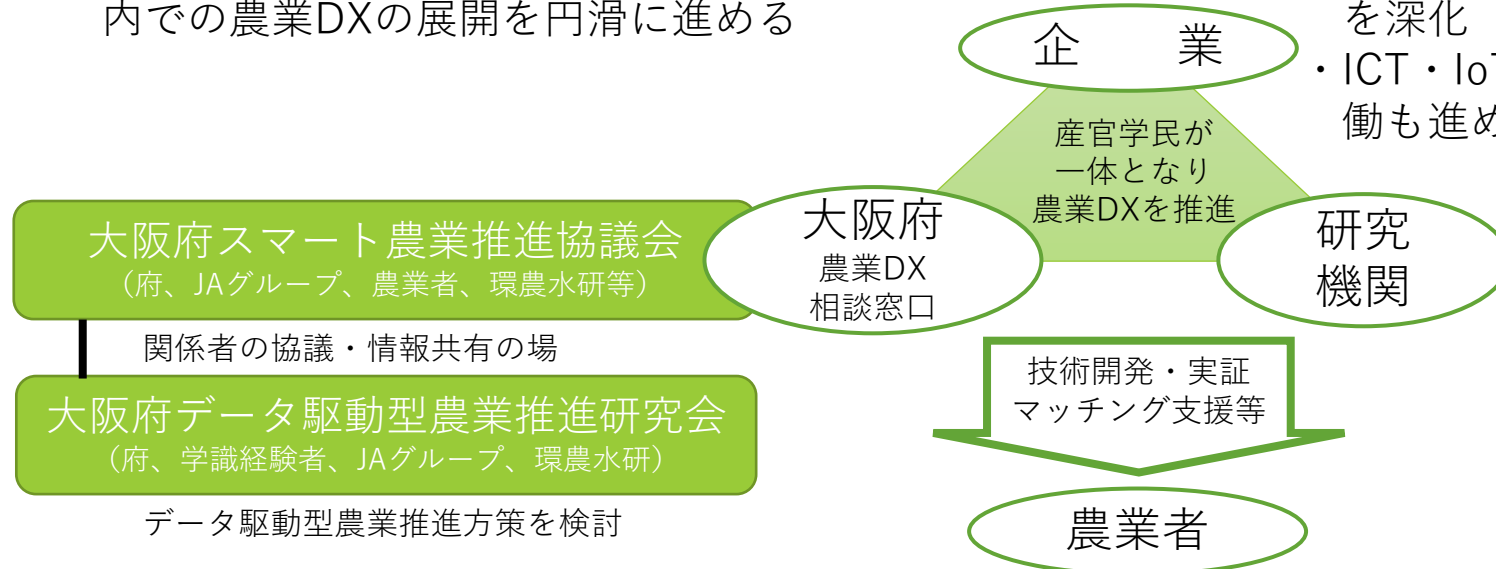 内での農業DXの展開を円滑に進める
企　業
を深化
・ICT・IoT
働も進め
産官学民が
一体となり
農業DXを推進
大阪府スマート農業推進協議会
（府、JAグループ、農業者、環農水研等）
大阪府
農業DX
相談窓口
研究
機関
関係者の協議・情報共有の場
大阪府データ駆動型農業推進研究会
（府、学識経験者、JAグループ、環農水研）
データ駆動型農業推進方策を検討
技術開発・実証
マッチング支援等
農業者